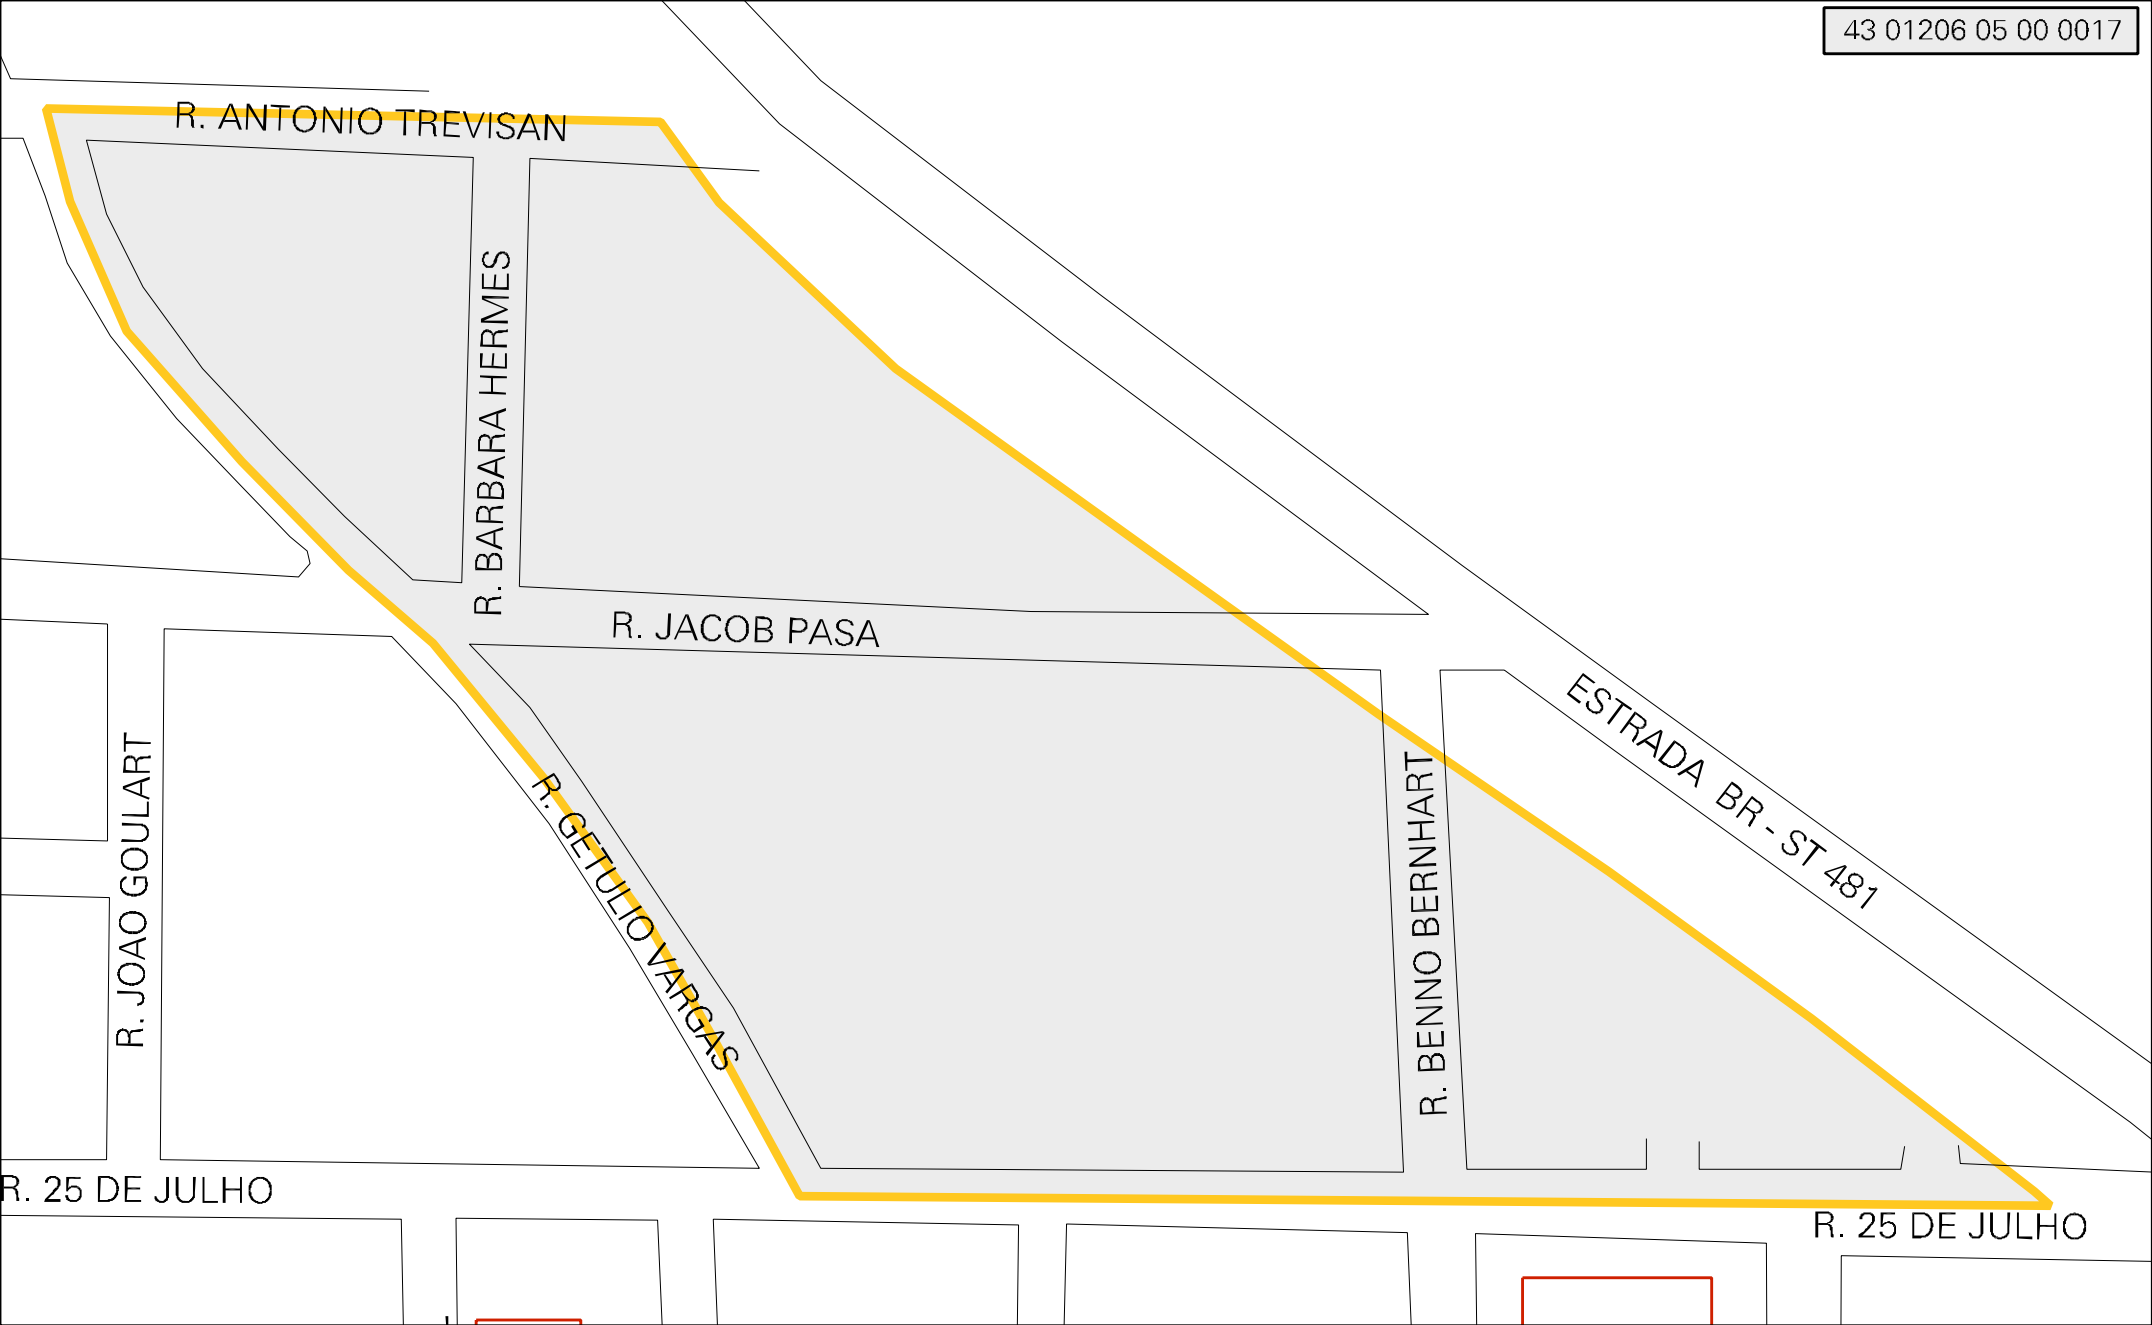 43 01206 05 00 0017
R. ANTONIO TREVISAN
R. BARBARA HERMES
R. JACOB PASA
ESTRADA BR - ST 481
R. JOAO GOULART
R. GETULIO VARGAS
R. BENNO BERNHART
R. 25 DE JULHO
R. 25 DE JULHO